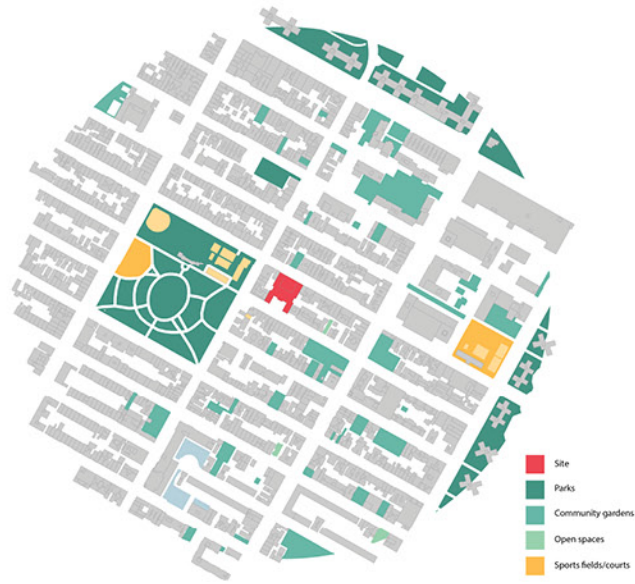 Site
Parks
Community gardens
Open spaces
Sports fields/courts